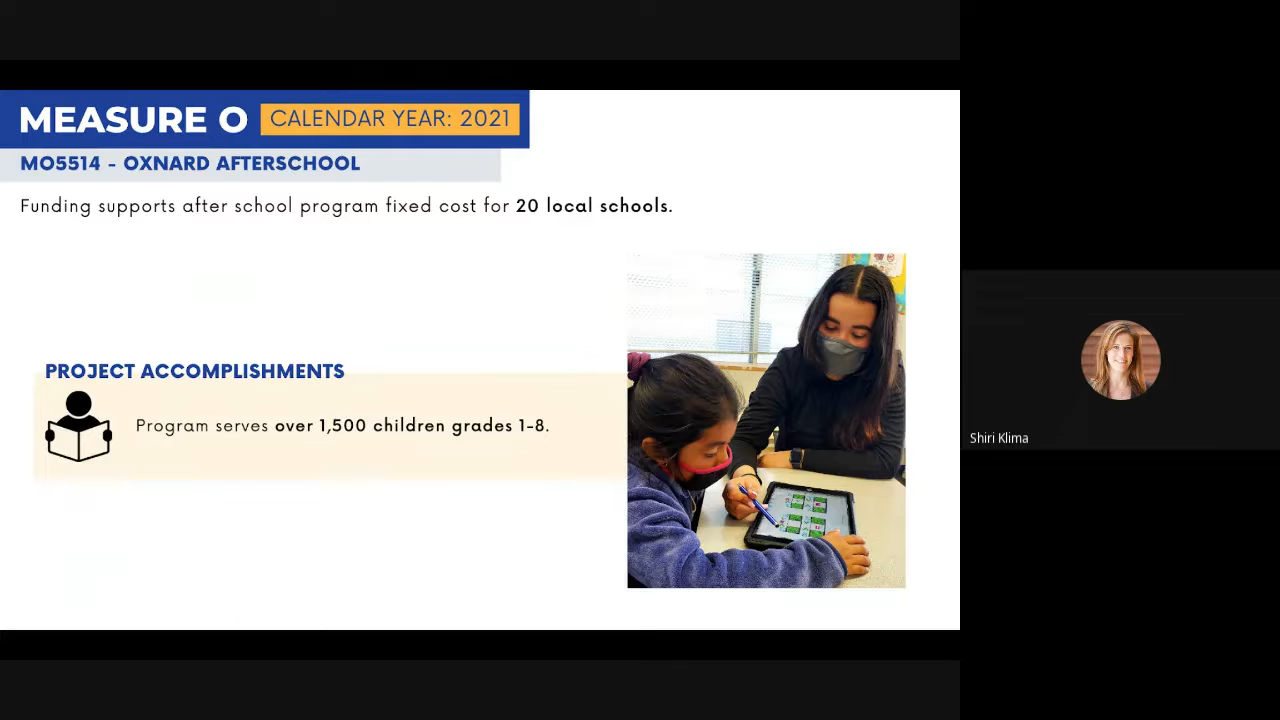 MEASURE O CALENDAR YEAR: 2021
MO5514 - OXNARD AFTERSCHOOL
Funding supports after school program fixed cost for 20 local schools.
PROJECT ACCOMPLISHMENTS
Program serves over 1,500 children grades 1-8.
Shiri Klima